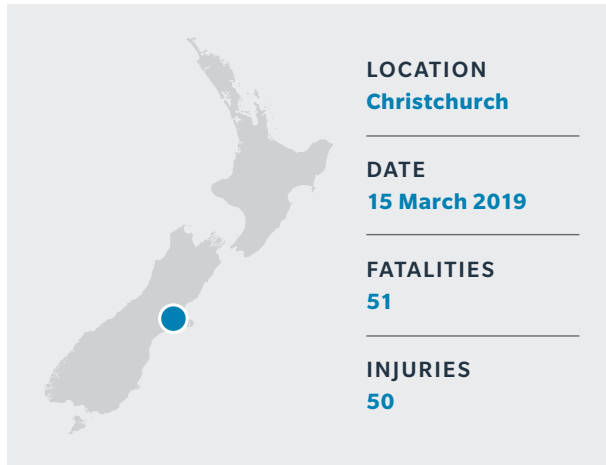 LOCATION
Christchurch
DATE
15 March 2019
FATALITIES
51
INJURIES
50